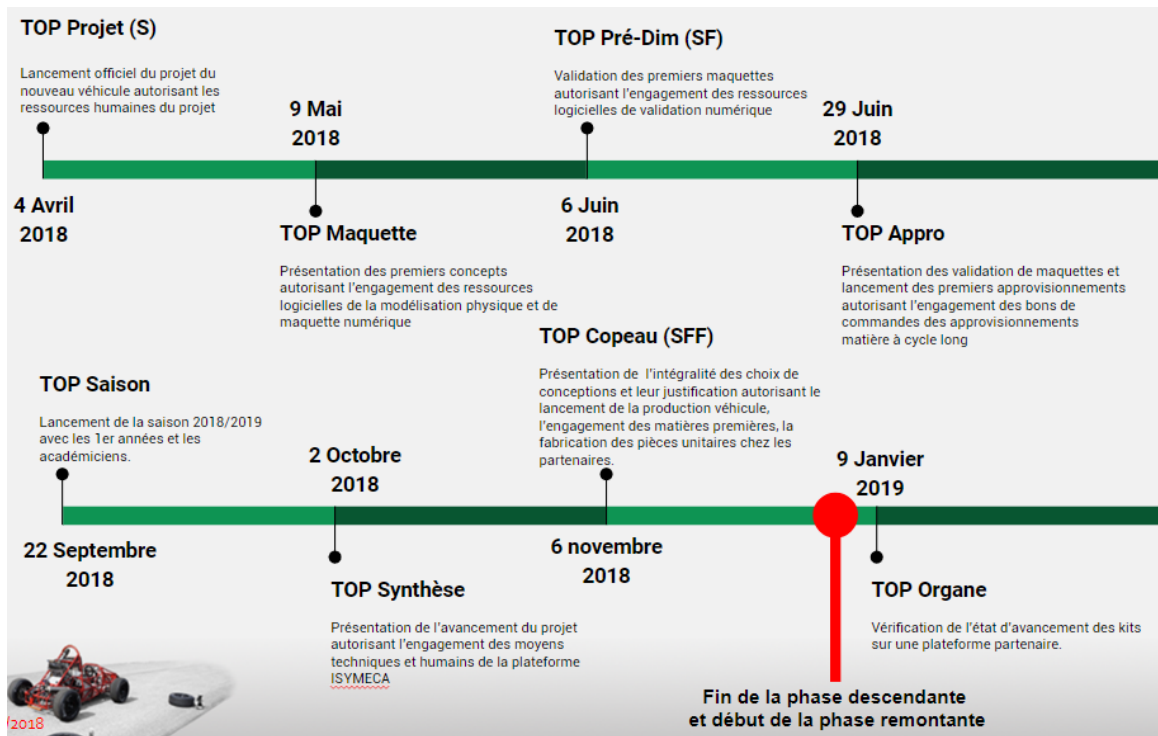 TOP Projet (S)
Lancement officiel du projet du
nouveau véhicule autorisant les
ressources humaines du projet
4 Avril
2018
9 Mai
2018
TOP Maquette
Présentation des premiers concepts
autorisant l'engagement des ressources
logicielles de la modélisation physique et de
maquette numérique
TOP Pré-Dim (SF)
Validation des premiers maquettes
autorisant l'engagement des ressources
logicielles de validation numérique
6 Juin
2018
29 Juin
2018
TOP Appro
Présentation des validation de maquettes et
lancement des premiers approvisionnements
autorisant l'engagement des bons de
commandes des approvisionnements
matière à cycle long
TOP Saison
Lancement de la saison 2018/2019
avec les 1er années et les
académiciens.
22 Septembre
2018
2 Octobre
2018
TOP Synthèse
Présentation de l'avancement du projet
autorisant l'engagement des moyens
techniques et humains de la plateforme
ISYMECA
TOP Copeau (SFF)
Présentation de l'intégralité des choix de
conceptions et leur justification autorisant le
lancement de la production véhicule,
l'engagement des matières premières, la
fabrication des pièces unitaires chez les
partenaires.
6 novembre
2018
9 Janvier
2019
TOP Organe
Vérification de l'état d'avancement des kits
sur une plateforme partenaire.
Fin de la phase descendante
et début de la phase remontante
/2018